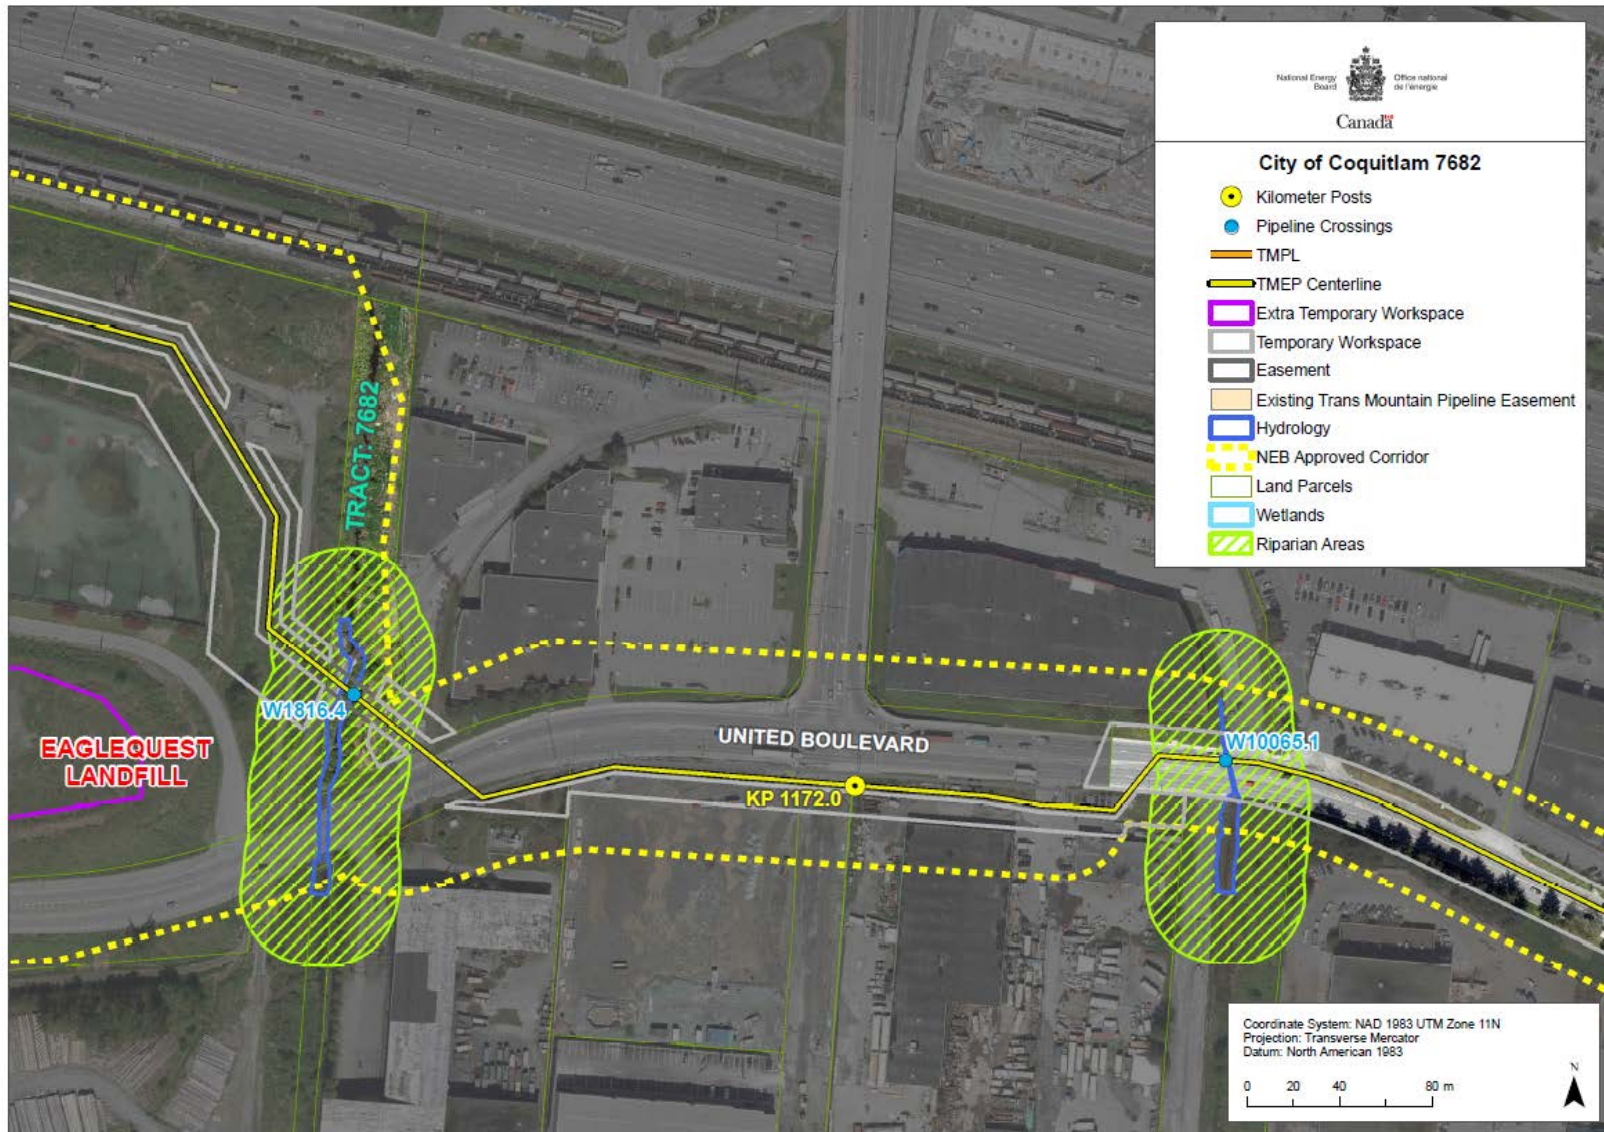 National Energy Board
Office national de l'énergie
Canada
City of Coquitlam 7682
Kilometer Posts
Pipeline Crossings
TMPL
TMEP Centerline
Extra Temporary Workspace
Temporary Workspace
Easement
Existing Trans Mountain Pipeline Easement
Hydrology
NEB Approved Corridor
Land Parcels
Wetlands
Riparian Areas
TRACT: 7682
W1816.4
EAGLEQUEST
LANDFILL
UNITED BOULEVARD
KP 1172.0
W10065.1
Coordinate System: NAD 1983 UTM Zone 11N
Projection: Transverse Mercator
Datum: North American 1983
0 20 40 80 m
N